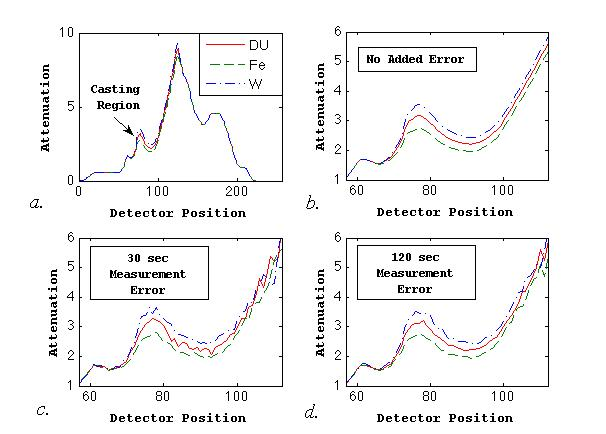 10
5
0
0
100
200
Attenuation
Detector Position
Casting
Region
DU
Fe
W
a.
6
5
4
3
2
1
60
80
100
Attenuation
Detector Position
No Added Error
b.
6
5
4
3
2
1
60
80
100
Attenuation
Detector Position
30 sec
Measurement
Error
c.
6
5
4
3
2
1
60
80
100
Attenuation
Detector Position
120 sec
Measurement
Error
d.